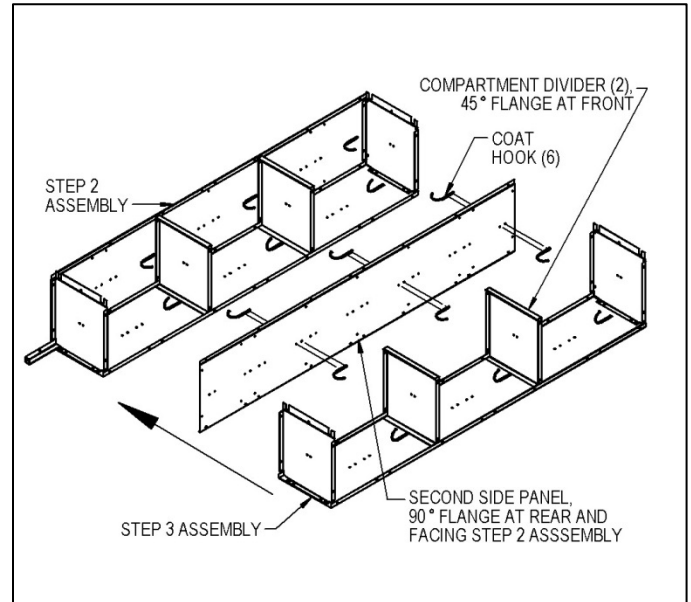 COMPARTMENT DIVIDER (2),
45° FLANGE AT FRONT
COAT
HOOK (6)
STEP 2
ASSEMBLY
SECOND SIDE PANEL,
90° FLANGE AT REAR AND
FACING STEP 2 ASSSEMBLY
STEP 3 ASSEMBLY